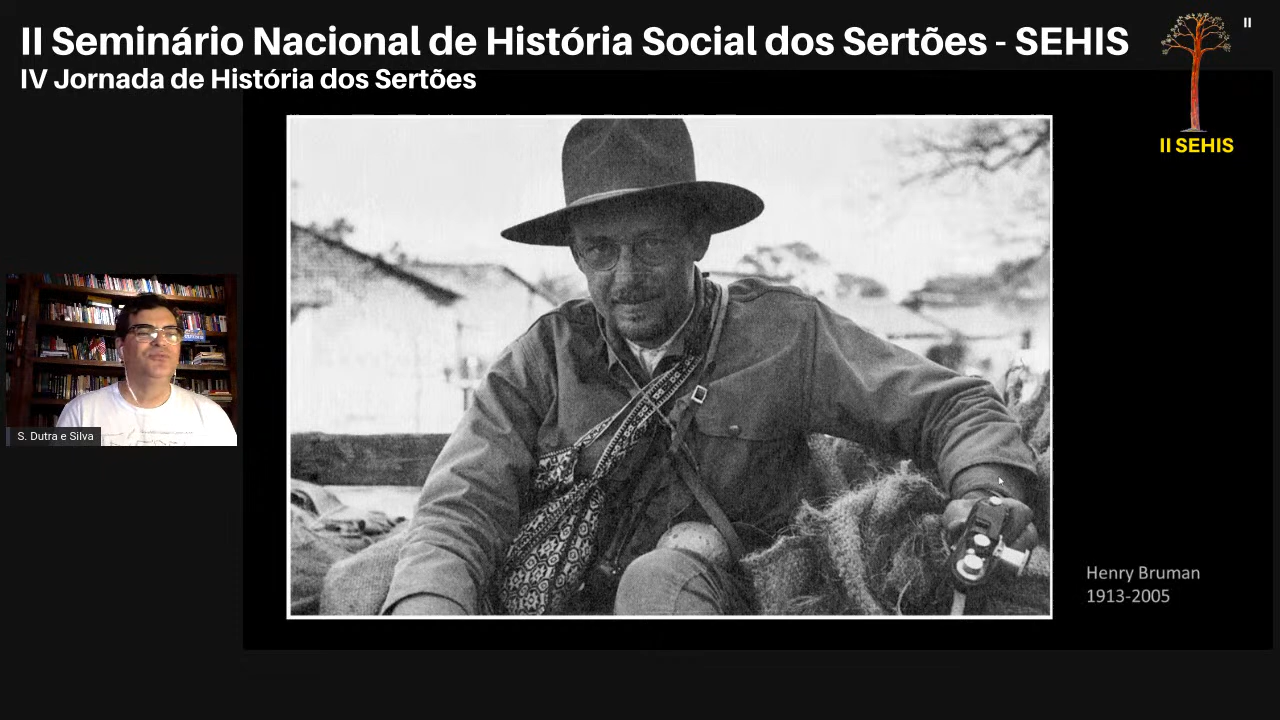 II Seminário Nacional de História Social dos Sertões - SEHIS
IV Jornada de História dos Sertões
II
II SEHIS
S. Dutra e Silva
Henry Bruman
1913-2005